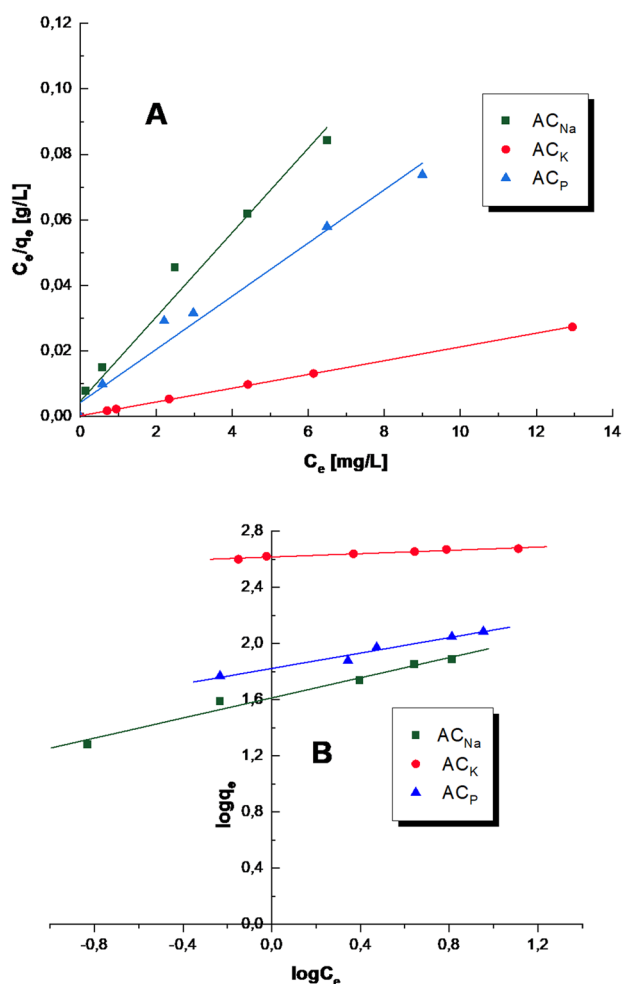 0,12
0,10
0,08
0,06
0,04
0,02
0,00
C_e/q_e [g/L]
A
AC_Na
AC_K
AC_P
0 2 4 6 8 10 12 14
C_e [mg/L]
2,8
2,4
2,0
1,6
1,2
0,8
0,4
0,0
logq_e
B
AC_Na
AC_K
AC_P
-0,8 -0,4 0,0 0,4 0,8 1,2
logC_e